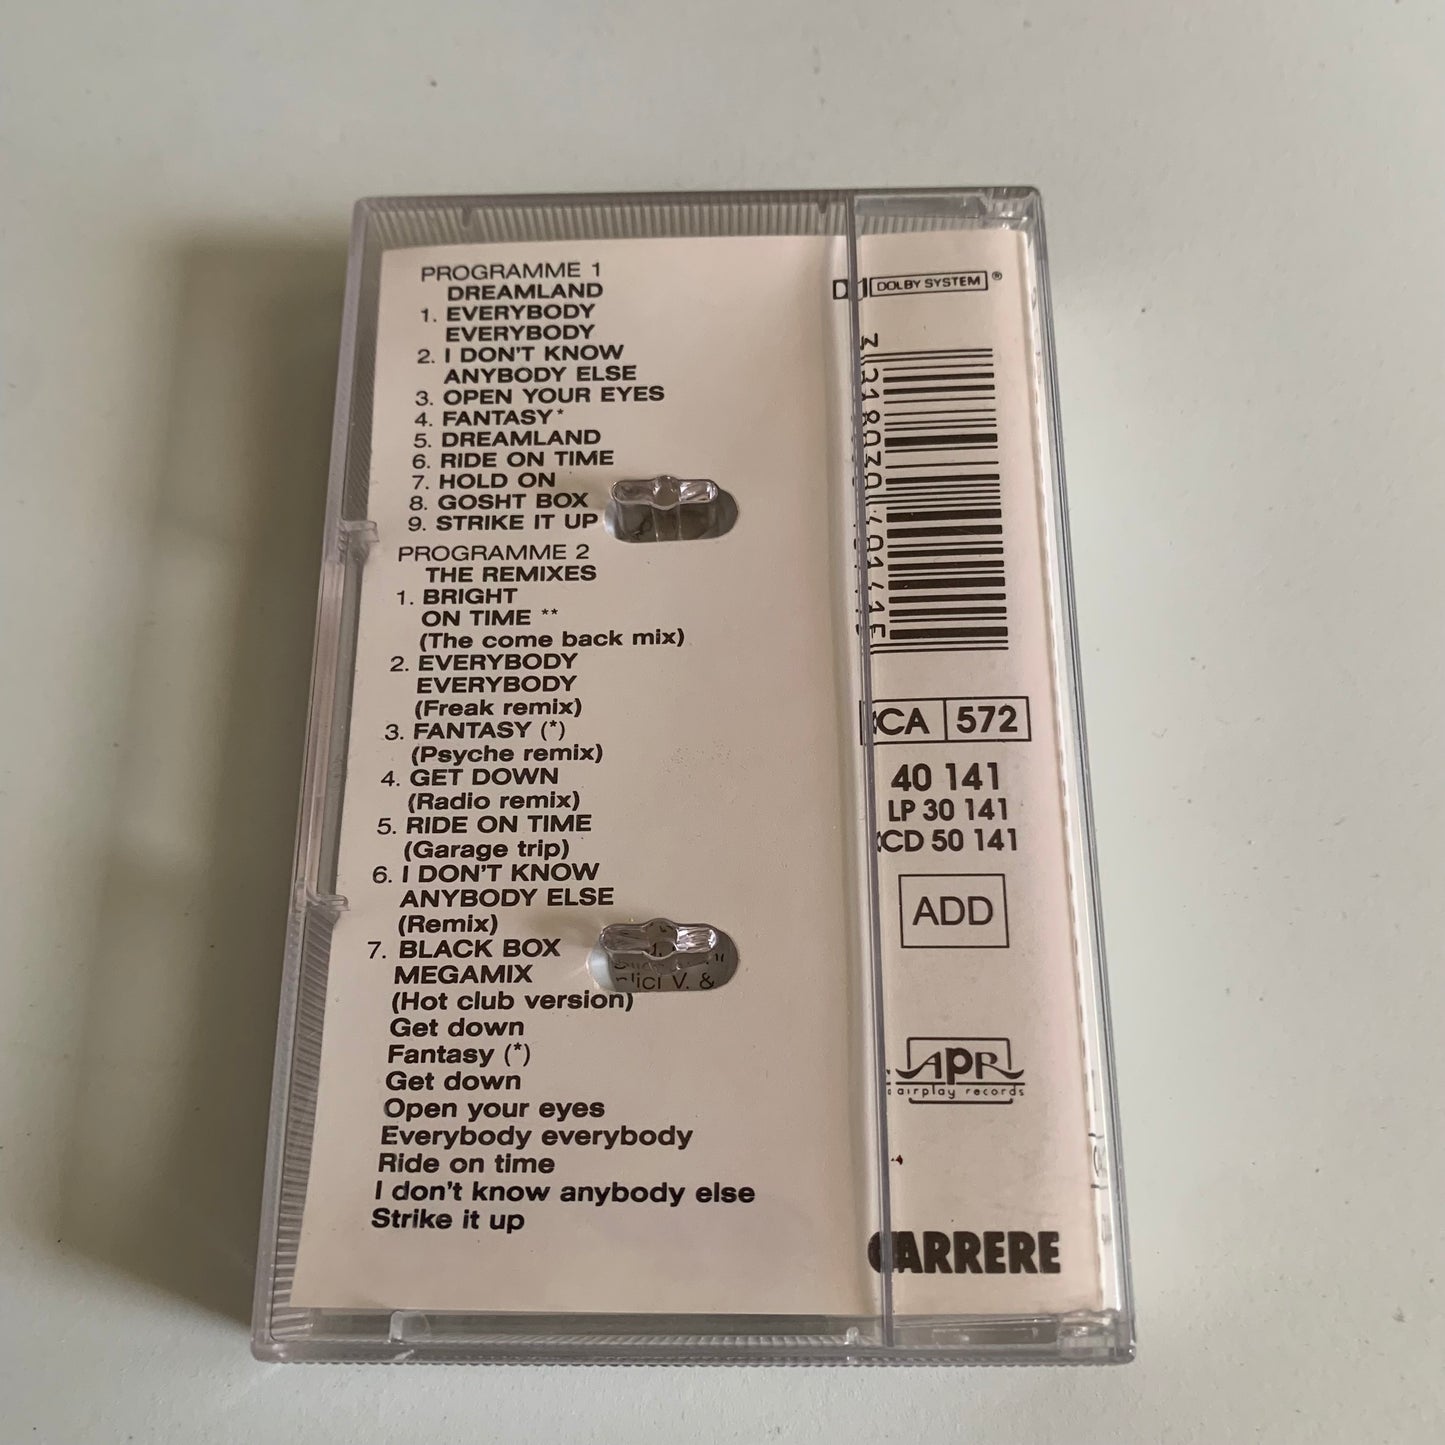 PROGRAMME 1
DREAMLAND
1. EVERYBODY
EVERYBODY
2. I DON'T KNOW
ANYBODY ELSE
3. OPEN YOUR EYES
4. FANTASY*
5. DREAMLAND
6. RIDE ON TIME
7. HOLD ON
8. GOSHT BOX
9. STRIKE IT UP
PROGRAMME 2
THE REMIXES
1. BRIGHT
ON TIME **
(The come back mix)
2. EVERYBODY
EVERYBODY
(Freak remix)
3. FANTASY (*)
(Psyche remix)
4. GET DOWN
(Radio remix)
5. RIDE ON TIME
(Garage trip)
6. I DON'T KNOW
ANYBODY ELSE
(Remix)
7. BLACK BOX
MEGAMIX
(Hot club version)
Get down
Fantasy (*)
Get down
Open your eyes
Everybody everybody
Ride on time
I don't know anybody else
Strike it up
V. &
DOLBY SYSTEM ®
CA 572
40 141
LP 30 141
CD 50 141
ADD
APR
airplay records
CARRERE